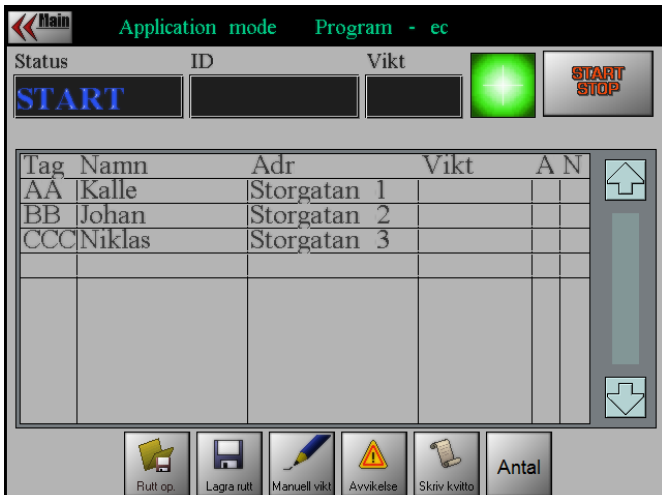 Main Application mode Program - ec
Status ID Vikt
START
START
STOP
Tag Namn Adr Vikt A N
AA Kalle Storgatan 1
BB Johan Storgatan 2
CCC Niklas Storgatan 3
Rutt op. Lagra rutt Manuell vikt Avvikelse Skriv kvitto Antal